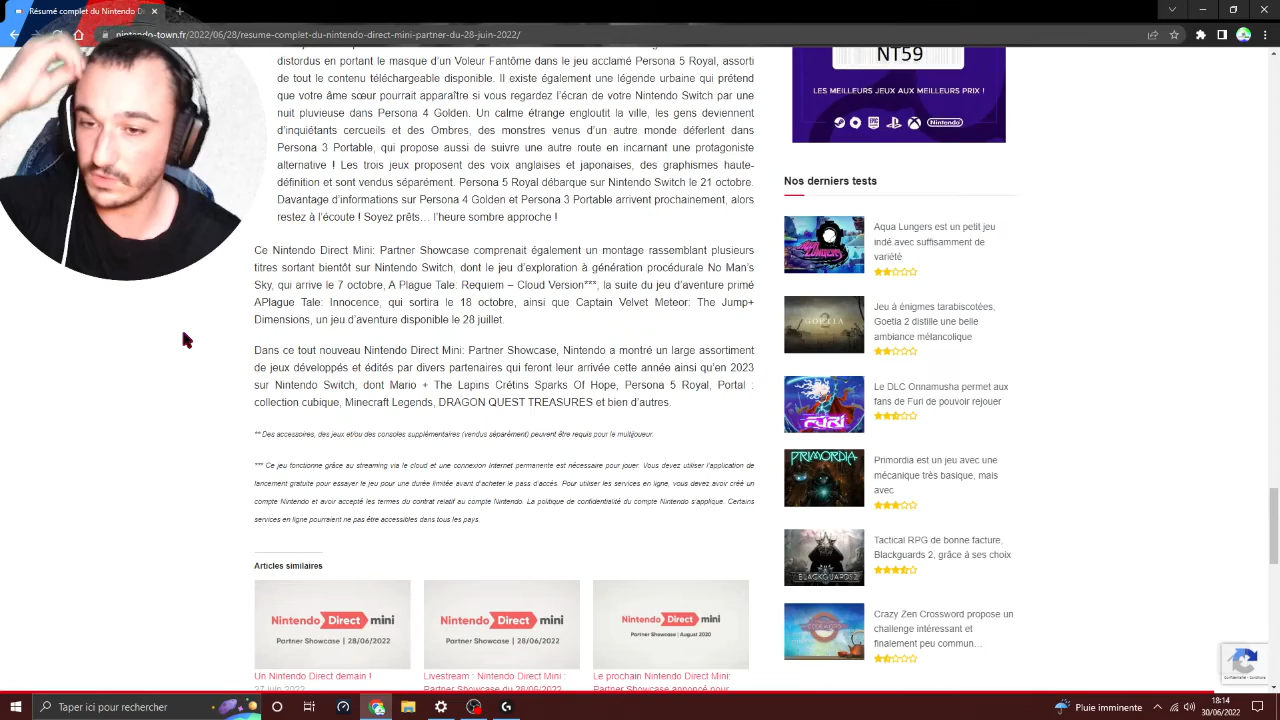 Résumé complet du Nintendo Di
nintendo-town.fr/2022/06/28/resume-complet-du-nintendo-direct-mini-partner-du-28-juin-2022/
distordus en portant le masque d'un Voleur Fantôme dans le jeu acclamé Persona 5 Royal, assorti
de tout le contenu téléchargeable disponible. Il existe également une légende urbaine qui prétend
que votre âme sœur pourrait apparaître si vous regardez l'écran de votre Nintendo Switch par une
nuit pluvieuse dans Persona 4 Golden. Un calme étrange engloutit la ville, les gens deviennent
d'inquiétants cercueils et des Ombres, des monstres venus d'un autre monde déferlent dans
Persona 3 Portable, qui propose aussi de suivre une autre route en incarnant une protagoniste
alternative ! Les trois jeux proposent des voix anglaises et japonaises, des graphismes haute-
définition et sont vendus séparément. Persona 5 Royal débarque sur Nintendo Switch le 21 octobre.
Davantage d'informations sur Persona 4 Golden et Persona 3 Portable arrivent prochainement, alors
restez à l'écoute ! Soyez prêts… l'heure sombre approche !
Ce Nintendo Direct Mini: Partner Showcase comprenait également un montage rassemblant plusieurs
titres sortant bientôt sur Nintendo Switch, dont le jeu d'exploration à génération procédurale No Man's
Sky, qui arrive le 7 octobre, A Plague Tale: Requiem – Cloud Version***, la suite du jeu d'aventure primé
APlague Tale: Innocence, qui sortira le 18 octobre, ainsi que Captain Velvet Meteor: The Jump+
Dimensions, un jeu d'aventure disponible le 28 juillet.
Dans ce tout nouveau Nintendo Direct Mini: Partner Showcase, Nintendo a montré un large assortiment
de jeux développés et édités par divers partenaires qui feront leur arrivée cette année ainsi qu'en 2023
sur Nintendo Switch, dont Mario + The Lapins Crétins Sparks Of Hope, Persona 5 Royal, Portal :
collection cubique, Minecraft Legends, DRAGON QUEST TREASURES et bien d'autres.
** Des accessoires, des jeux et/ou des consoles supplémentaires (vendus séparément) peuvent être requis pour le multijoueur.
*** Ce jeu fonctionne grâce au streaming via le cloud et une connexion Internet permanente est nécessaire pour jouer. Vous devez utiliser l'application de
lancement gratuite pour essayer le jeu pour une durée limitée avant d'acheter le pass d'accès. Pour utiliser les services en ligne, vous devez avoir créé un
compte Nintendo et avoir accepté les termes du contrat relatif au compte Nintendo. La politique de confidentialité du compte Nintendo s'applique. Certains
services en ligne pourraient ne pas être accessibles dans tous les pays.
Articles similaires
Nintendo Direct mini
Partner Showcase | 28/06/2022
Un Nintendo Direct demain !
27 juin 2022
Nintendo Direct mini
Partner Showcase | 28/06/2022
Livestream : Nintendo Direct Mini :
Partner Showcase du 28/06/2022
Nintendo Direct mini
Partner Showcase | August 2020
Le prochain Nintendo Direct Mini:
Partner Showcase annoncé pour
NT59
LES MEILLEURS JEUX AUX MEILLEURS PRIX !
Nintendo
Nos derniers tests
Aqua Lungers est un petit jeu
indé avec suffisamment de
variété
Jeu à énigmes tarabiscotées,
Goetia 2 distille une belle
ambiance mélancolique
GOETIA 2
Le DLC Onnamusha permet aux
fans de Furi de pouvoir rejouer
FURI
PRIMORDIA
Primordia est un jeu avec une
mécanique très basique, mais
avec
BLACKGUARDS 2
Tactical RPG de bonne facture,
Blackguards 2, grâce à ses choix
Crazy Zen Crossword propose un
challenge intéressant et
finalement peu commun…
Confidentialité - Conditions
Taper ici pour rechercher
Pluie imminente
18:14
30/06/2022